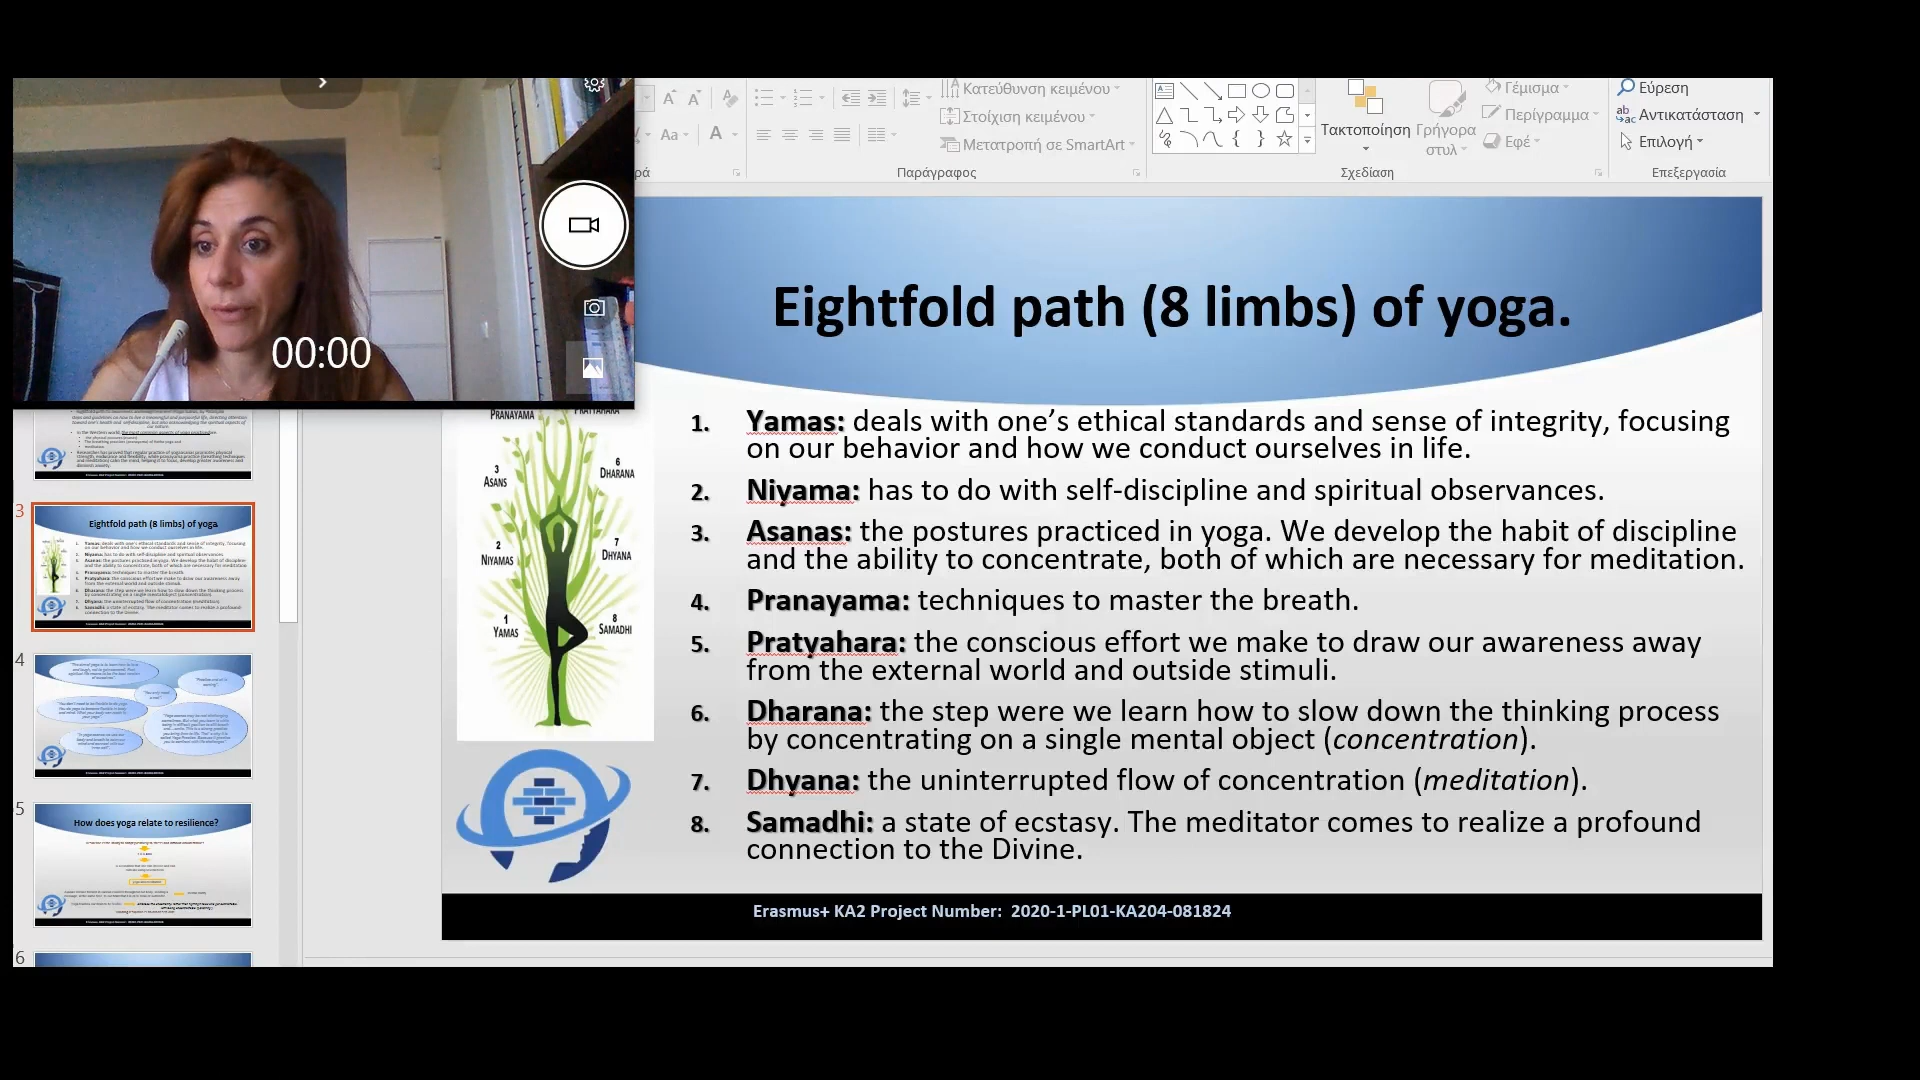 00:00
Κατεύθυνση κειμένου
Στοίχιση κειμένου
Μετατροπή σε SmartArt
Aa
A
Παράγραφος
Τακτοποίηση
Γρήγορα
στυλ
Γέμισμα
Περίγραμμα
Εφέ
Σχεδίαση
Εύρεση
Αντικατάσταση
Επιλογή
Επεξεργασία
3
Eightfold path (8 limbs) of yoga.
4
5
How does yoga relate to resilience?
6
Eightfold path (8 limbs) of yoga.
PRANAYAMA
PRATYAHARA
3
ASANS
6
DHARANA
2
NIYAMAS
7
DHYANA
1
YAMAS
8
SAMADHI
1. Yamas: deals with one’s ethical standards and sense of integrity, focusing
on our behavior and how we conduct ourselves in life.
2. Niyama: has to do with self-discipline and spiritual observances.
3. Asanas: the postures practiced in yoga. We develop the habit of discipline
and the ability to concentrate, both of which are necessary for meditation.
4. Pranayama: techniques to master the breath.
5. Pratyahara: the conscious effort we make to draw our awareness away
from the external world and outside stimuli.
6. Dharana: the step were we learn how to slow down the thinking process
by concentrating on a single mental object (concentration).
7. Dhyana: the uninterrupted flow of concentration (meditation).
8. Samadhi: a state of ecstasy. The meditator comes to realize a profound
connection to the Divine.
Erasmus+ KA2 Project Number: 2020-1-PL01-KA204-081824